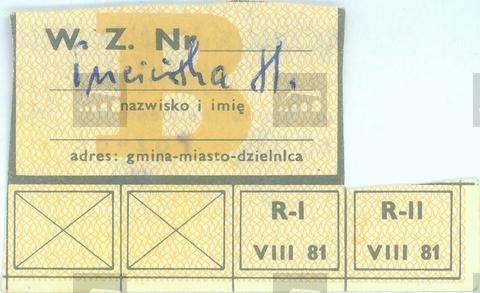 B
W. Z. Nr
H.
nazwisko i imię
adres: gmina-miasto-dzielnica
R-I
VIII 81
R-II
VIII 81